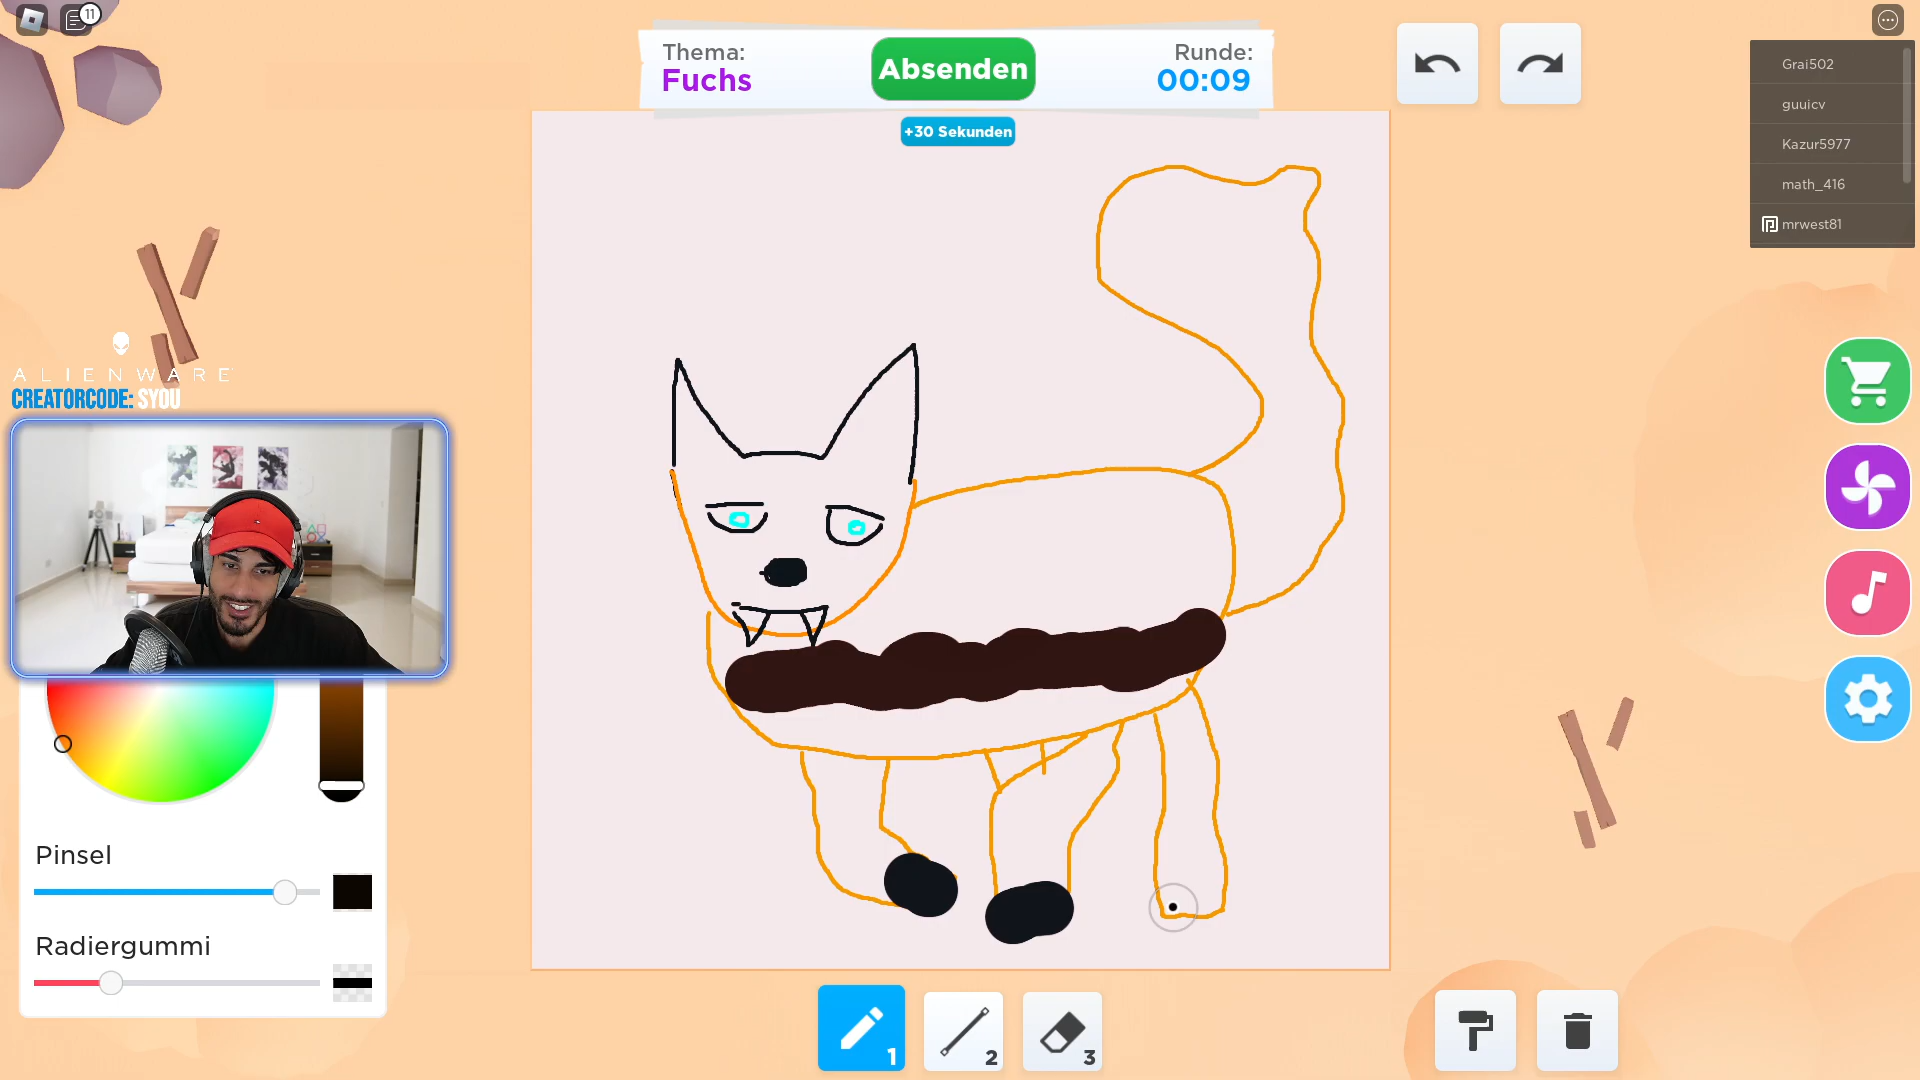 11
Thema:
Fuchs
Absenden
Runde:
00:09
+30 Sekunden
Grai502
guuicv
Kazur5977
math_416
mrwest81
ALIENWARE
CREATORCODE: SYOU
Pinsel
Radiergummi
1
2
3